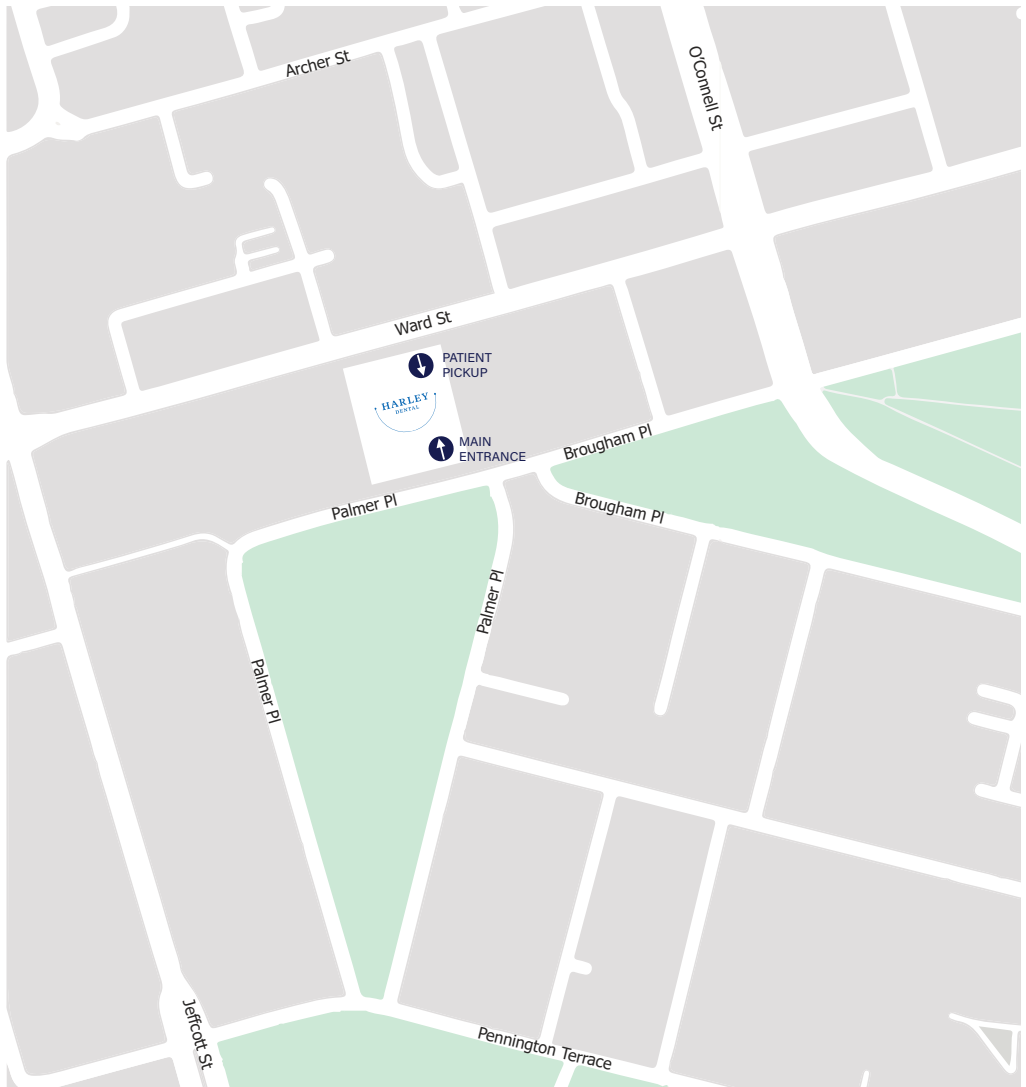 O'Connell St
Archer St
Ward St
PATIENT
PICKUP
HARLEY
DENTAL
MAIN
ENTRANCE
Brougham Pl
Palmer Pl
Brougham Pl
Palmer Pl
Palmer Pl
Jeffcott St
Pennington Terrace